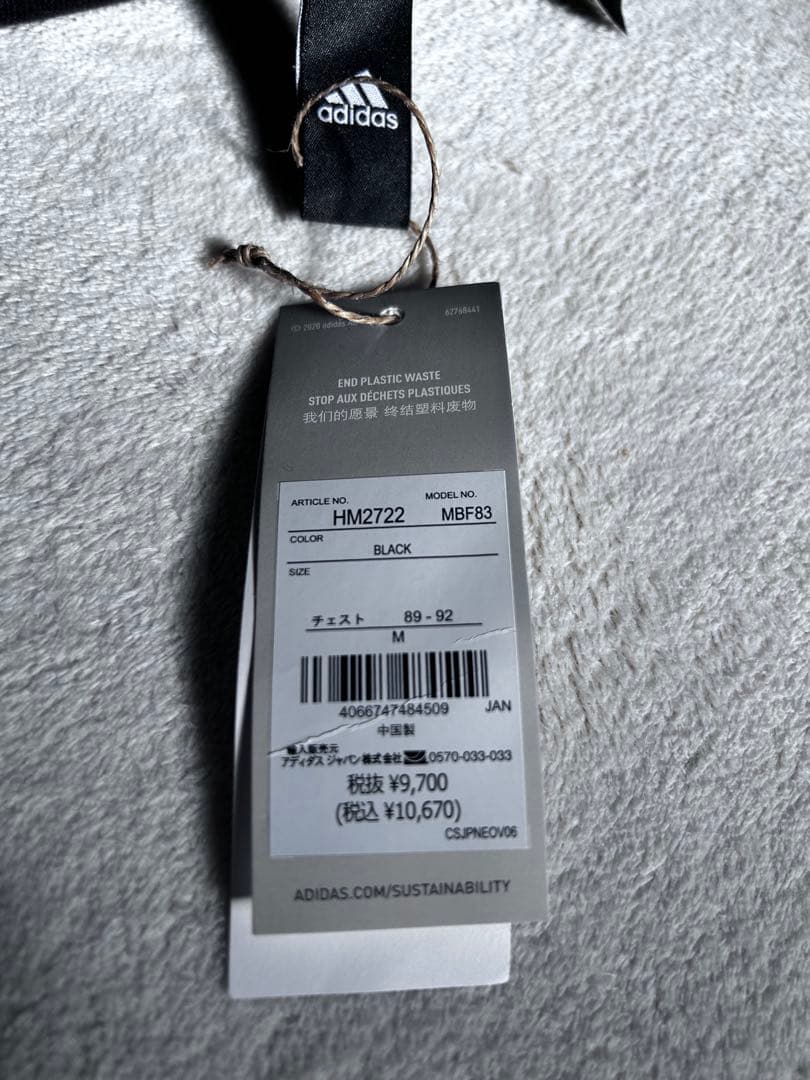 adidas
© 2020 adidas
62768441
END PLASTIC WASTE
STOP AUX DÉCHETS PLASTIQUES
我们的愿景 终结塑料废物
ARTICLE NO. MODEL NO.
HM2722 MBF83
COLOR
BLACK
SIZE
チェスト 89 - 92
M
4066747484509 JAN
中国製
輸入販売元
アディダス ジャパン株式会社 0570-033-033
税抜 ¥9,700
(税込 ¥10,670)
CSJPNEOV06
ADIDAS.COM/SUSTAINABILITY